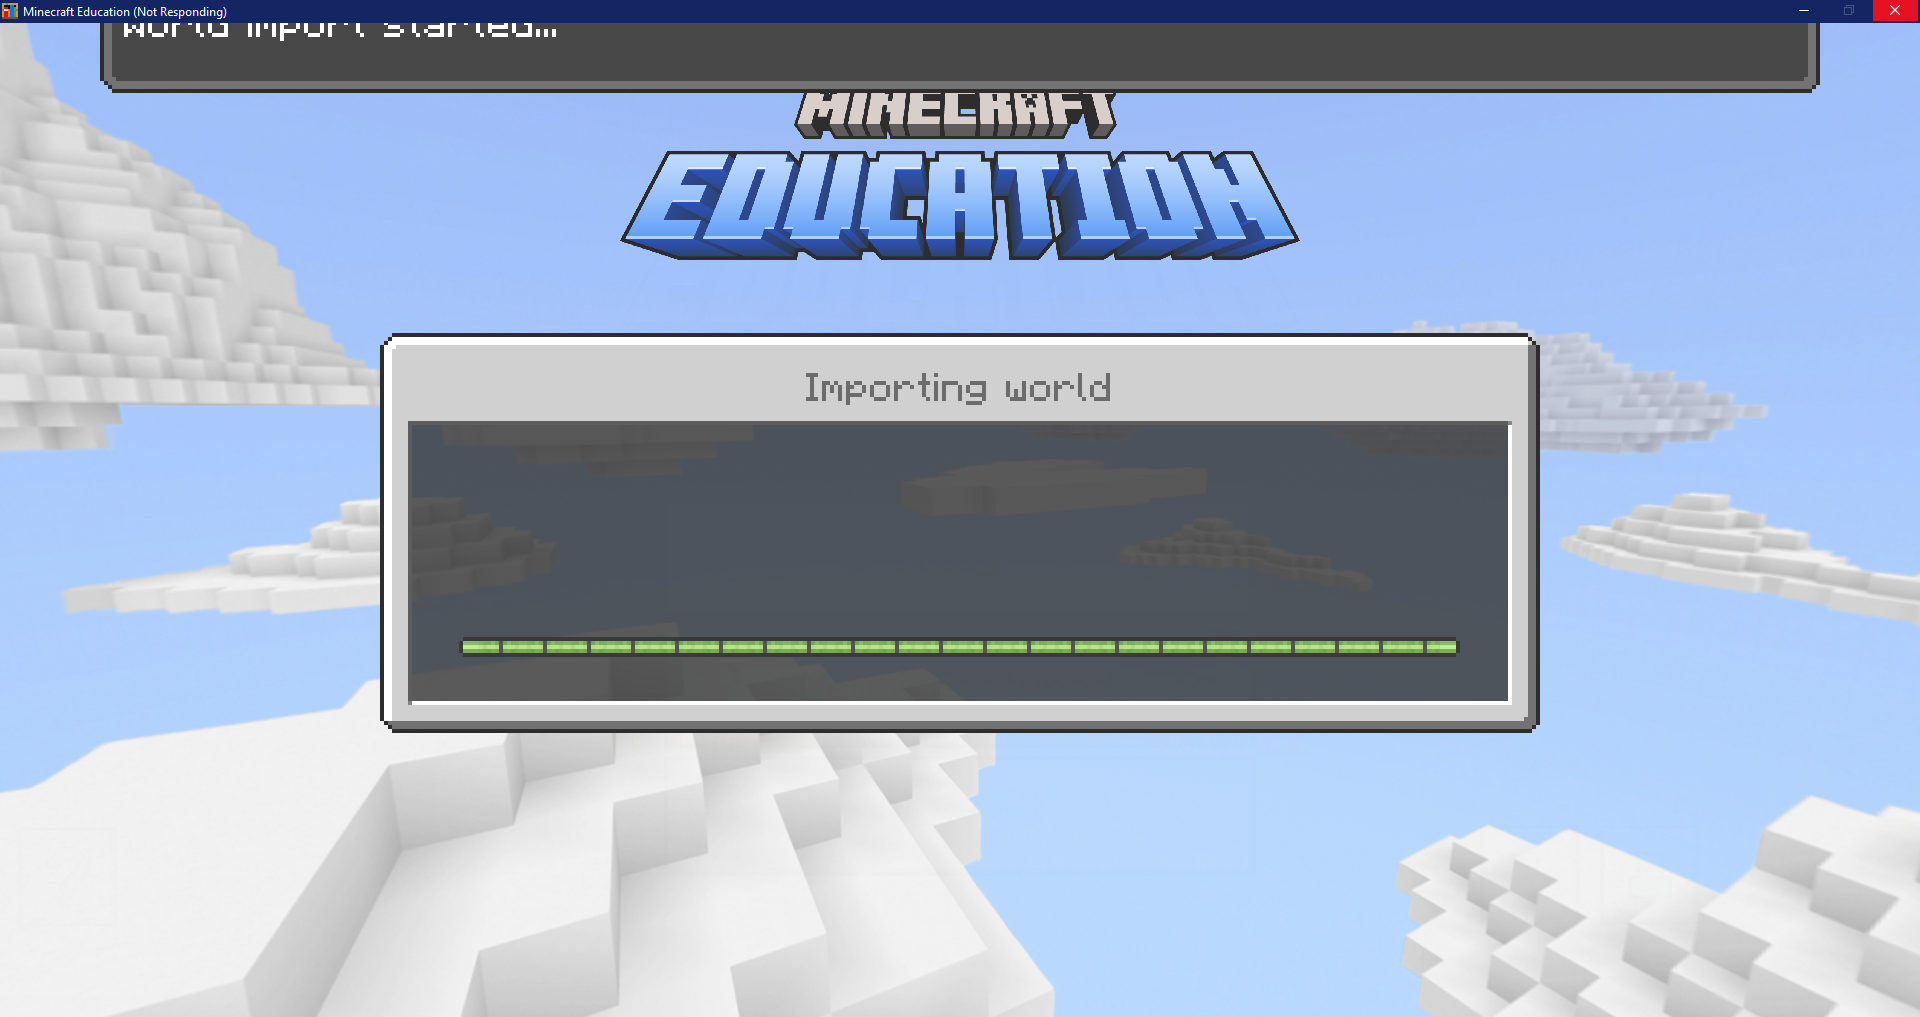 Minecraft Education (Not Responding)
World import started...
MINECRAFT
EDUCATION
Importing world